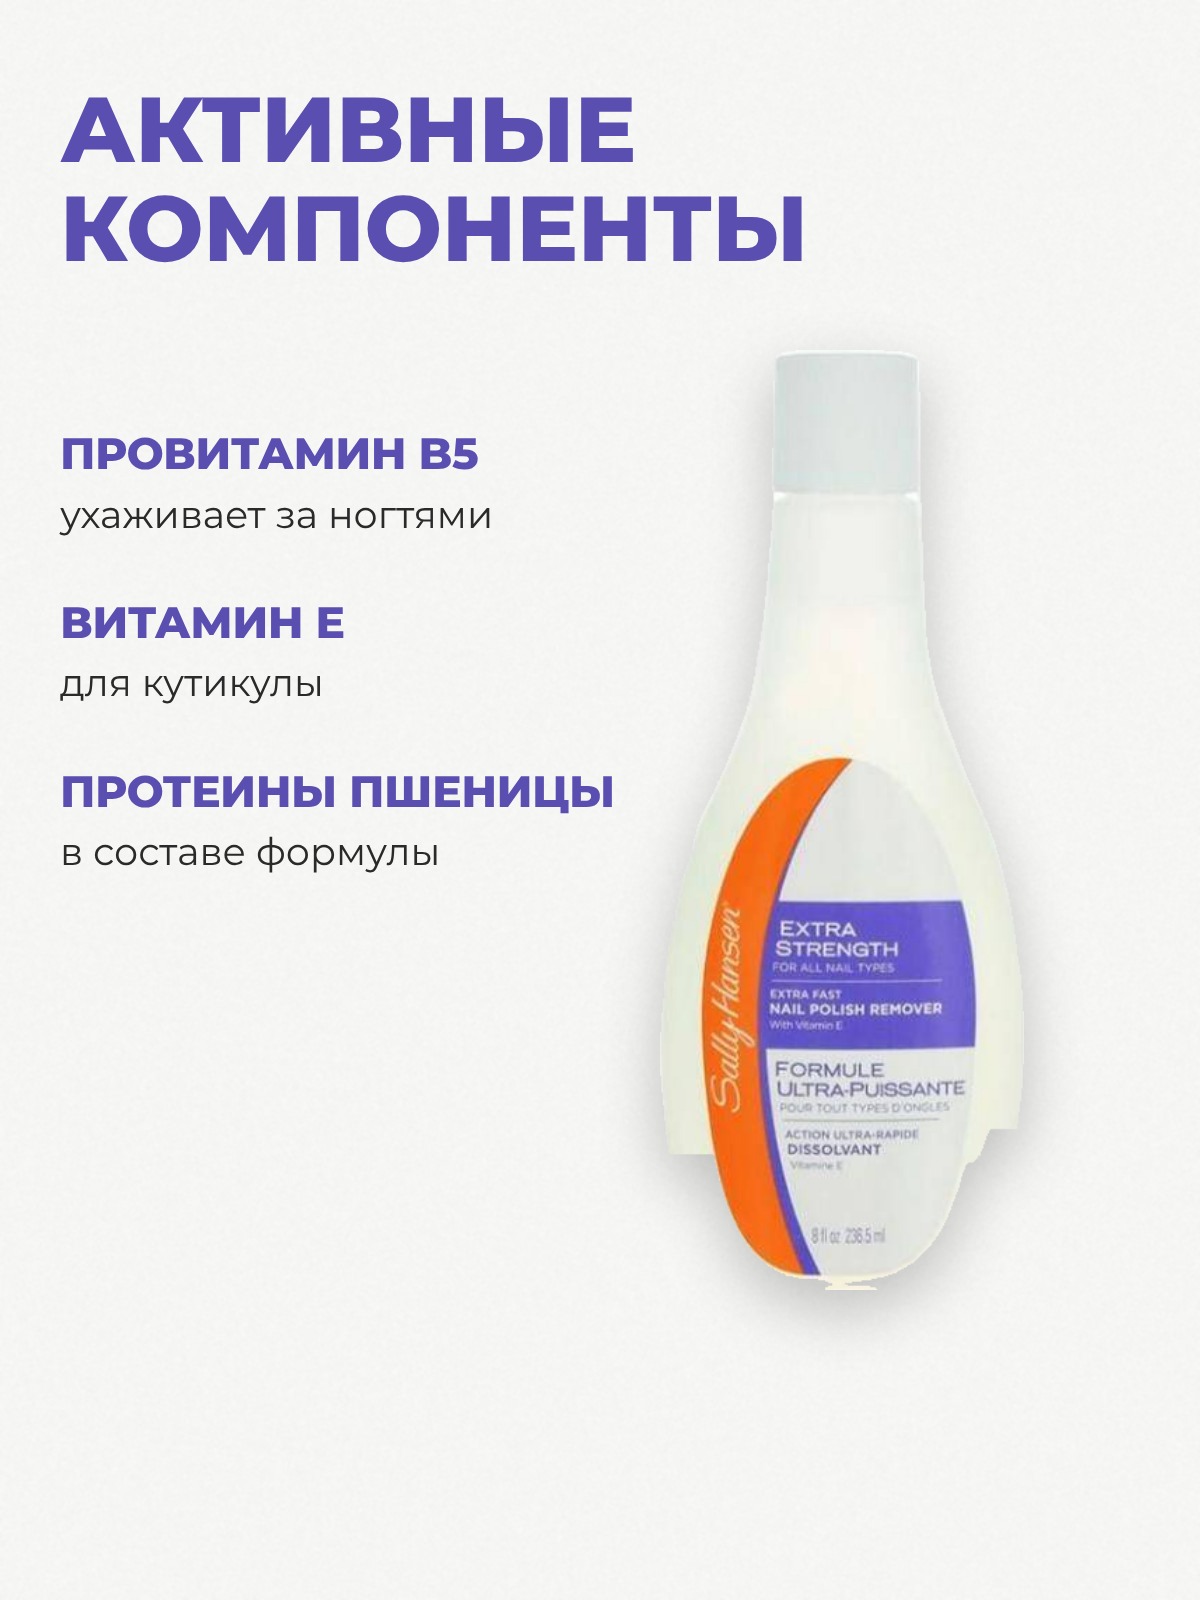 АКТИВНЫЕ
КОМПОНЕНТЫ
ПРОВИТАМИН B5
ухаживает за ногтями
ВИТАМИН Е
для кутикулы
ПРОТЕИНЫ ПШЕНИЦЫ
в составе формулы
Sally Hansen
EXTRA
STRENGTH
FOR ALL NAIL TYPES
EXTRA FAST
NAIL POLISH REMOVER
With Vitamin E
FORMULE
ULTRA-PUISSANTE
POUR TOUT TYPES D'ONGLES
ACTION ULTRA-RAPIDE
DISSOLVANT
Vitamine E
8 fl oz 236.5 ml